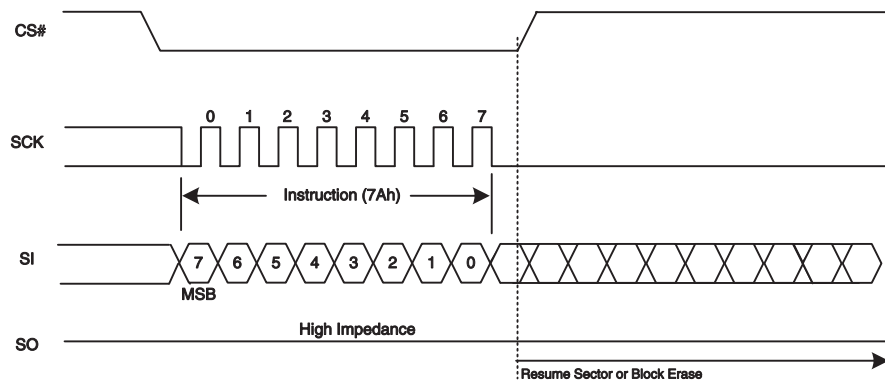 CS#
0 1 2 3 4 5 6 7
SCK
Instruction (7Ah)
SI
7 6 5 4 3 2 1 0
MSB
High Impedance
SO
Resume Sector or Block Erase